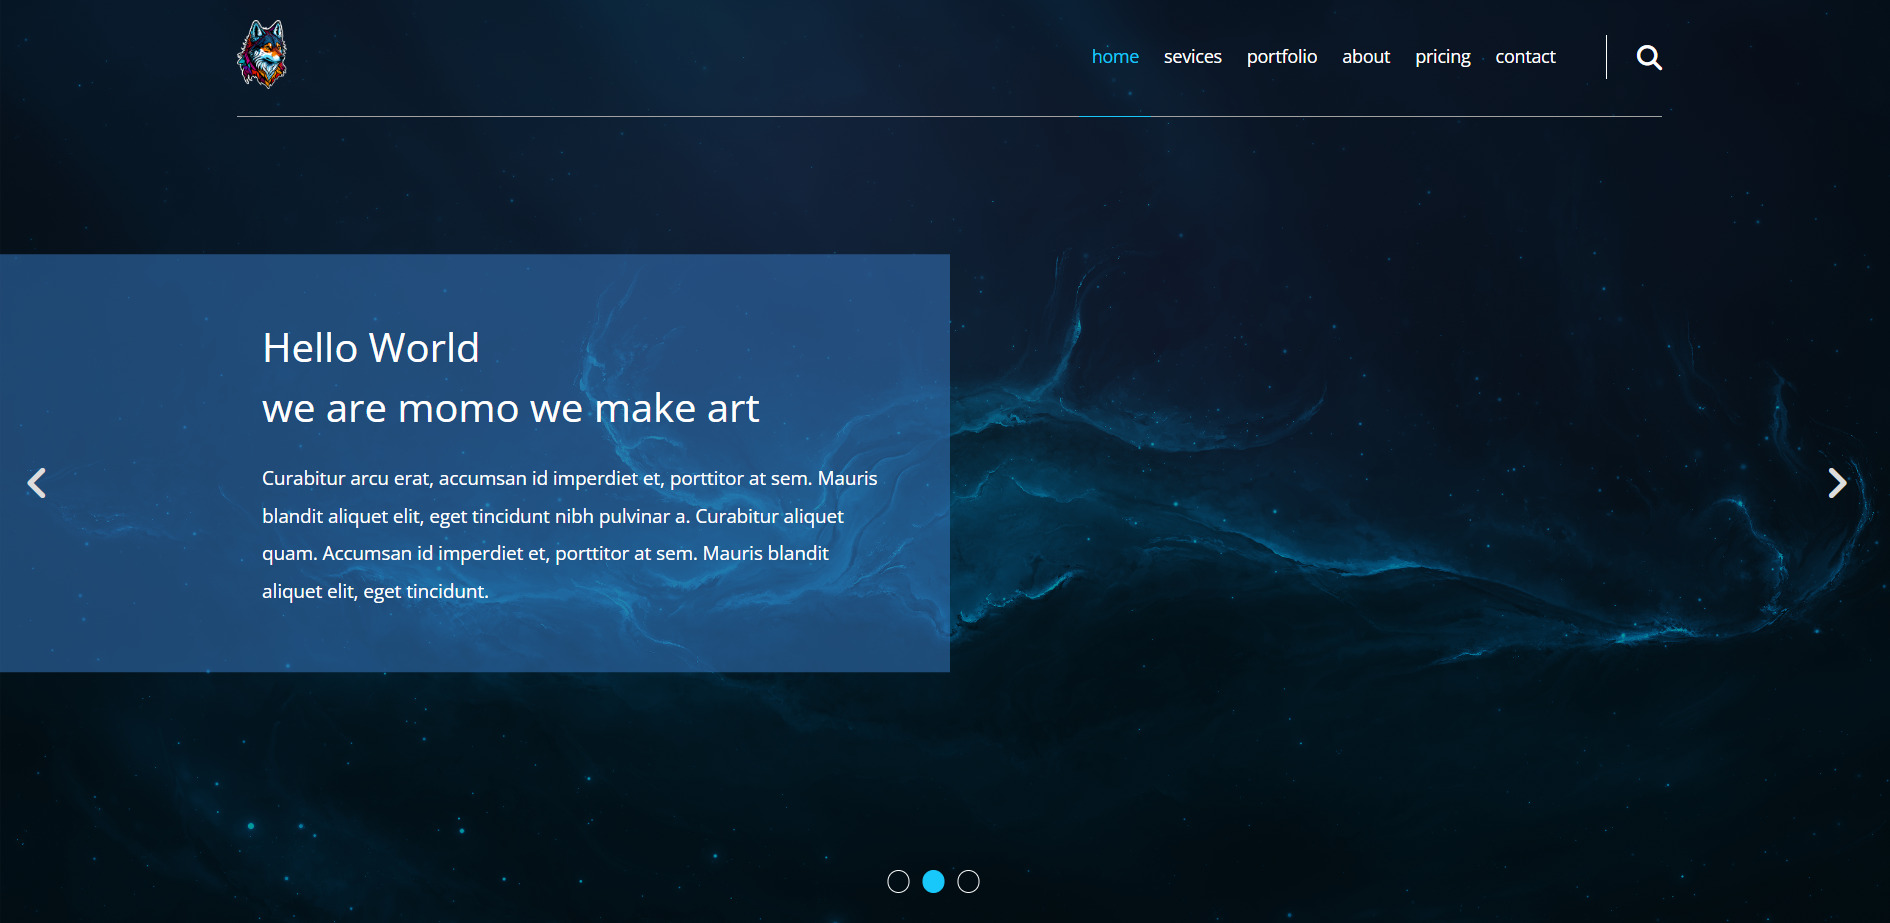 home sevices portfolio about pricing contact
Hello World
we are momo we make art
Curabitur arcu erat, accumsan id imperdiet et, porttitor at sem. Mauris
blandit aliquet elit, eget tincidunt nibh pulvinar a. Curabitur aliquet
quam. Accumsan id imperdiet et, porttitor at sem. Mauris blandit
aliquet elit, eget tincidunt.